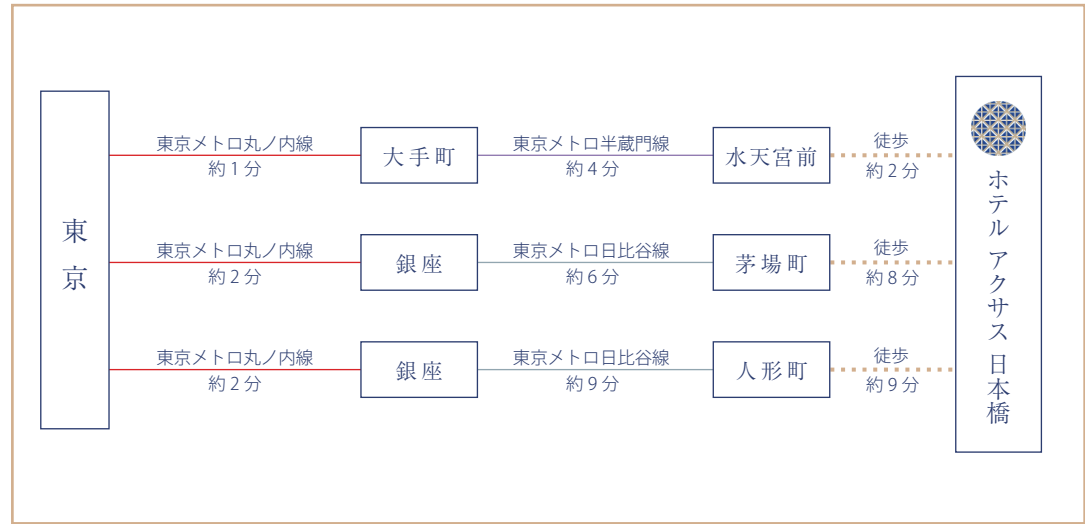 東京
東京メトロ丸ノ内線
約1分
大手町
東京メトロ半蔵門線
約4分
水天宮前
徒歩
約2分
東京メトロ丸ノ内線
約2分
銀座
東京メトロ日比谷線
約6分
茅場町
徒歩
約8分
東京メトロ丸ノ内線
約2分
銀座
東京メトロ日比谷線
約9分
人形町
徒歩
約9分
ホテル アクサス 日本橋